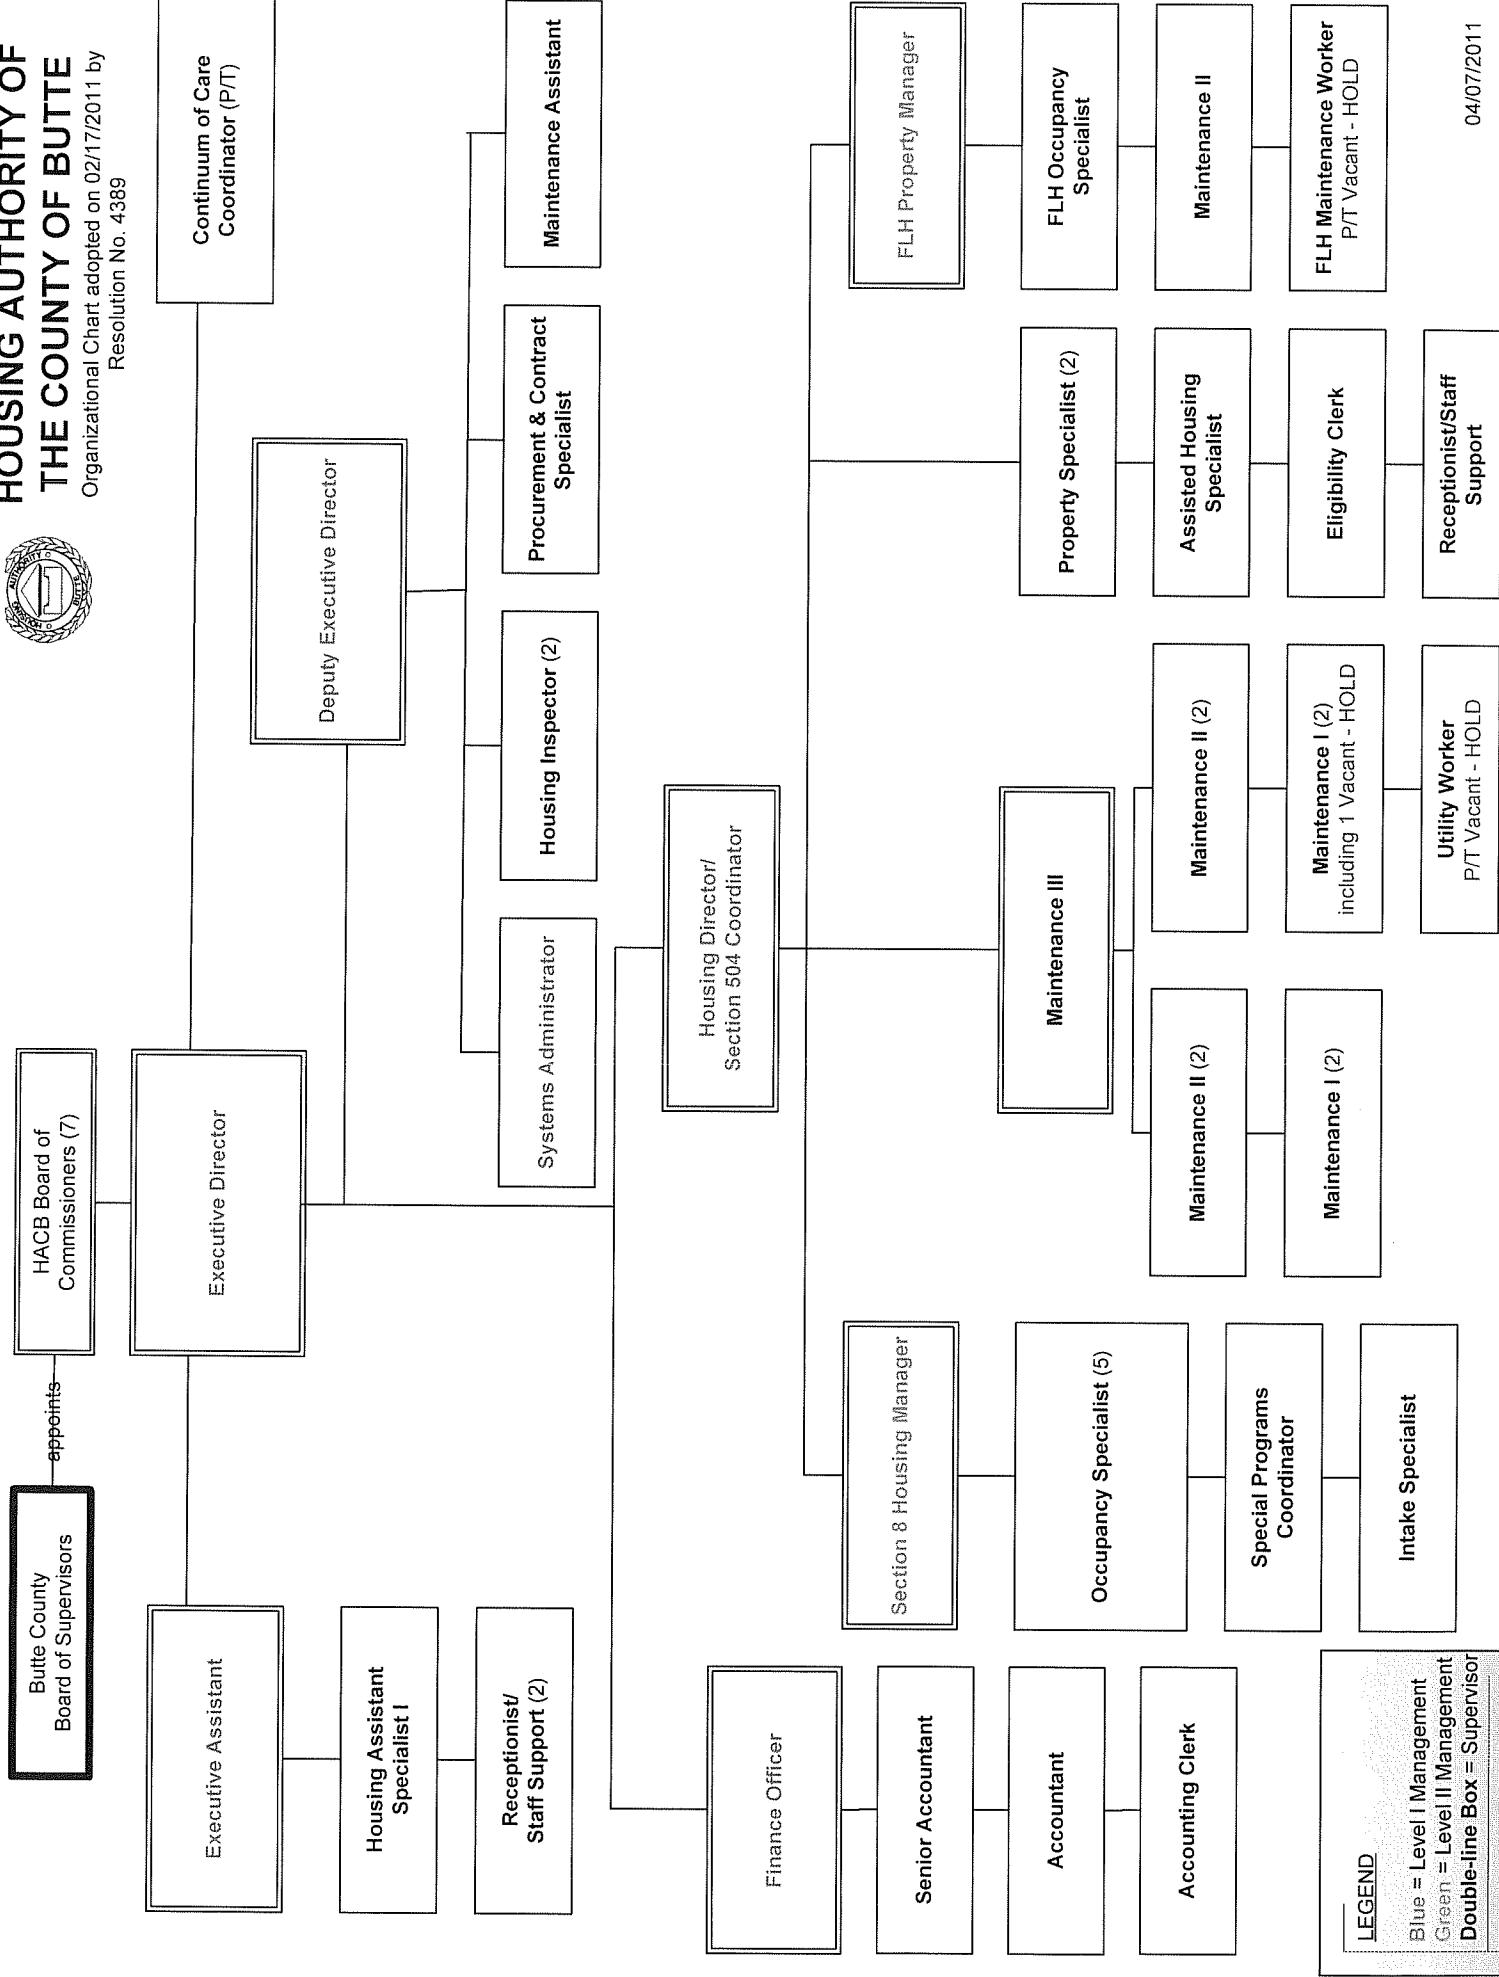 HOUSING AUTHORITY OF
THE COUNTY OF BUTTE
Organizational Chart adopted on 02/17/2011 by
Resolution No. 4389
HOUSING AUTHORITY
BUTTE
Butte County
Board of Supervisors
appoints
HACB Board of
Commissioners (7)
Executive Assistant
Executive Director
Continuum of Care
Coordinator (P/T)
Housing Assistant
Specialist I
Receptionist/
Staff Support (2)
Deputy Executive Director
Systems Administrator
Housing Inspector (2)
Procurement & Contract
Specialist
Maintenance Assistant
Finance Officer
Senior Accountant
Accountant
Accounting Clerk
Housing Director/
Section 504 Coordinator
Section 8 Housing Manager
Occupancy Specialist (5)
Special Programs
Coordinator
Intake Specialist
Maintenance III
Maintenance II (2)
Maintenance I (2)
Maintenance II (2)
Maintenance I (2)
including 1 Vacant - HOLD
Utility Worker
P/T Vacant - HOLD
Property Specialist (2)
Assisted Housing
Specialist
Eligibility Clerk
Receptionist/Staff
Support
FLH Property Manager
FLH Occupancy
Specialist
Maintenance II
FLH Maintenance Worker
P/T Vacant - HOLD
LEGEND
Blue = Level I Management
Green = Level II Management
Double-line Box = Supervisor
04/07/2011